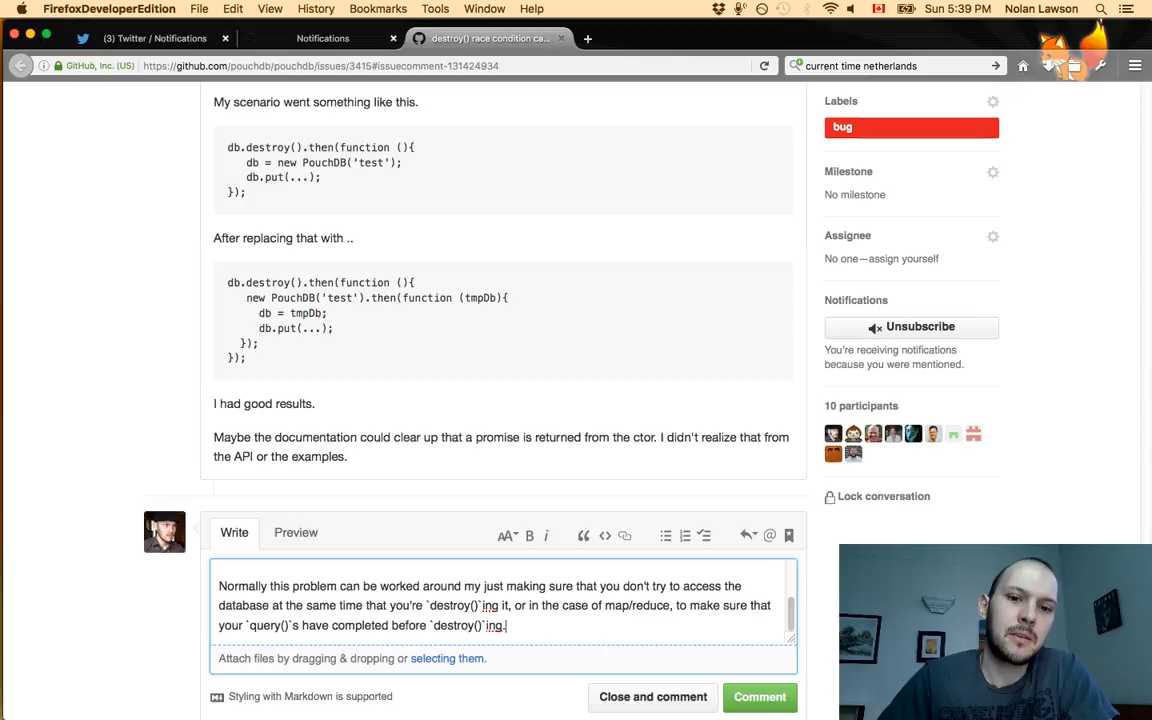 FirefoxDeveloperEdition File Edit View History Bookmarks Tools Window Help Sun 5:39 PM Nolan Lawson
(3) Twitter / Notifications Notifications destroy() race condition ca...
GitHub, Inc. (US) https://github.com/pouchdb/pouchdb/issues/3415#issuecomment-131424934 current time netherlands
My scenario went something like this.
db.destroy().then(function (){
db = new PouchDB('test');
db.put(...);
});
After replacing that with ..
db.destroy().then(function (){
new PouchDB('test').then(function (tmpDb){
db = tmpDb;
db.put(...);
});
});
I had good results.
Maybe the documentation could clear up that a promise is returned from the ctor. I didn't realize that from
the API or the examples.
Labels
bug
Milestone
No milestone
Assignee
No one—assign yourself
Notifications
Unsubscribe
You're receiving notifications
because you were mentioned.
10 participants
Lock conversation
Write Preview
AA B i
Normally this problem can be worked around my just making sure that you don't try to access the
database at the same time that you're `destroy()`ing it, or in the case of map/reduce, to make sure that
your `query()`s have completed before `destroy()`ing.
Attach files by dragging & dropping or selecting them.
Styling with Markdown is supported
Close and comment
Comment